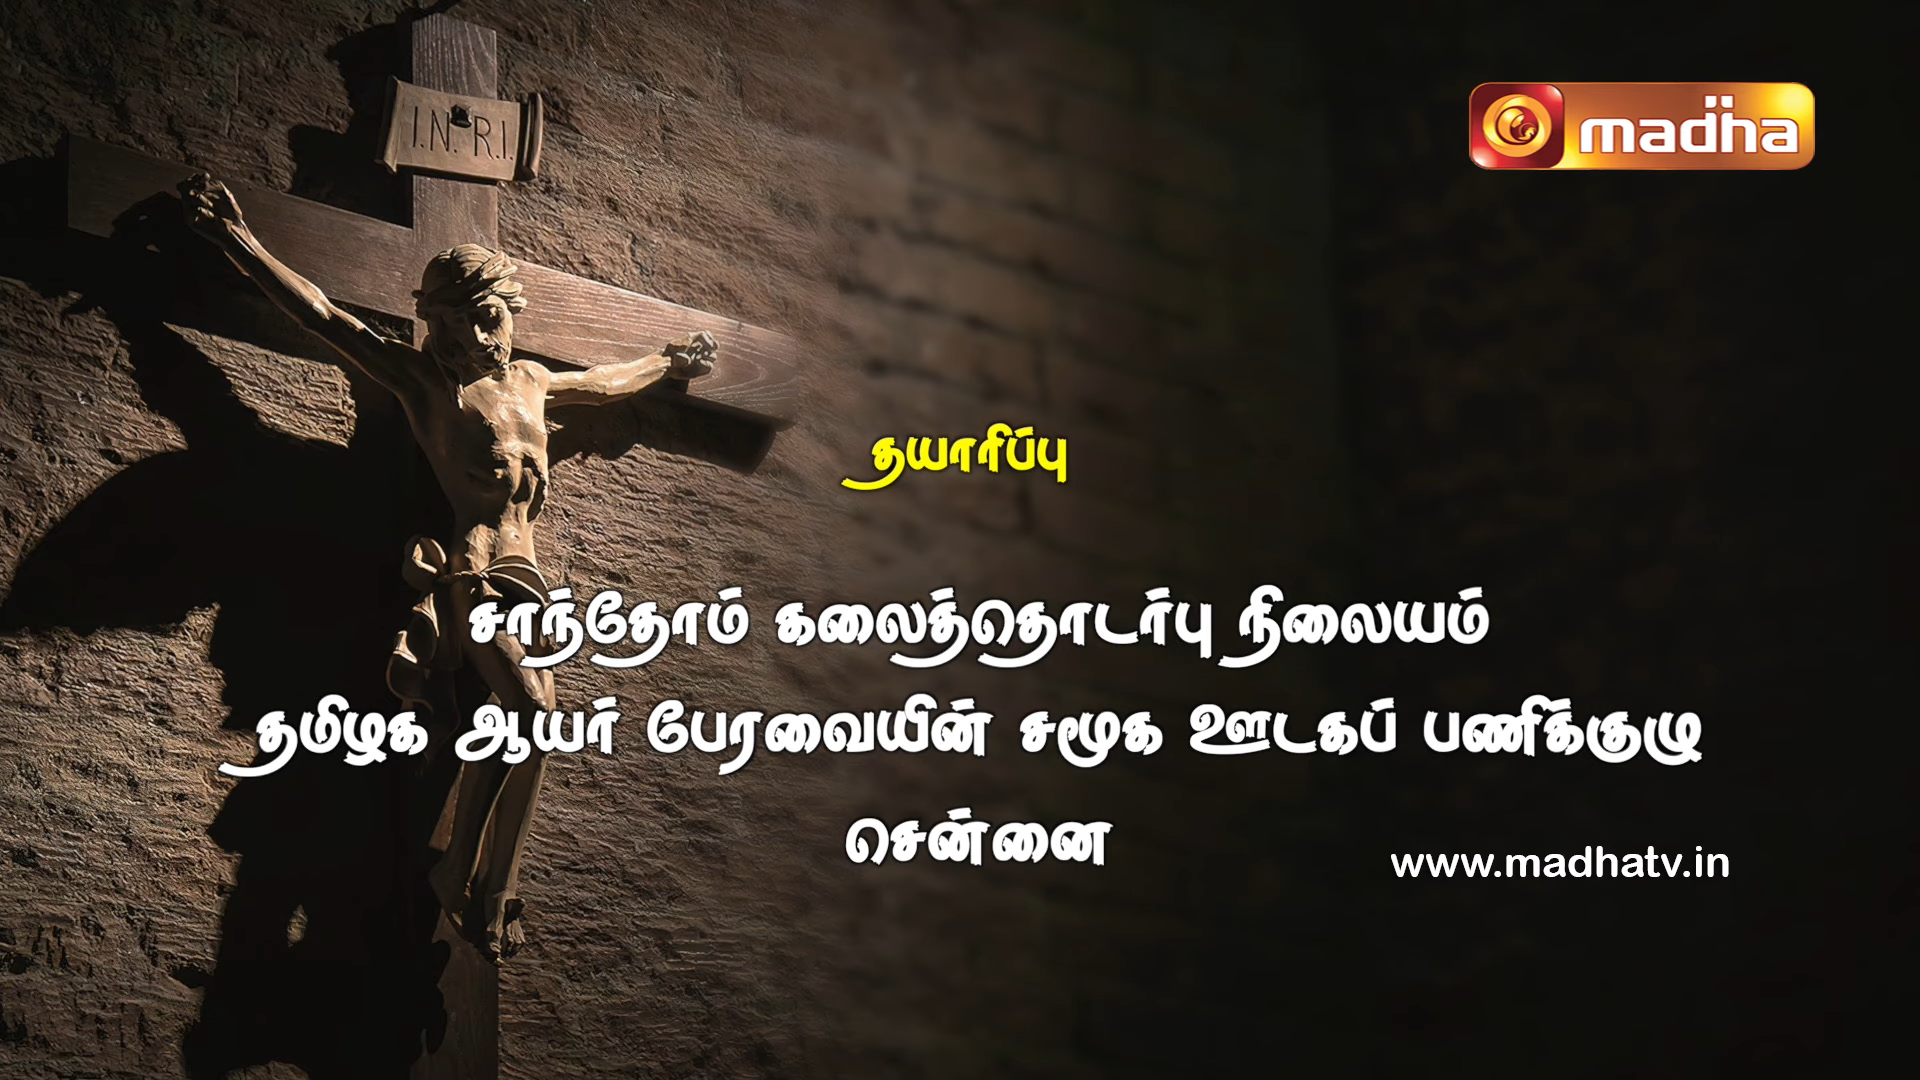 I.N.R.I.
madha
தயாரிப்பு
சாந்தோம் கலைத்தொடர்பு நிலையம்
தமிழக ஆயர் பேரவையின் சமூக ஊடகப் பணிக்குழு
சென்னை
www.madhatv.in